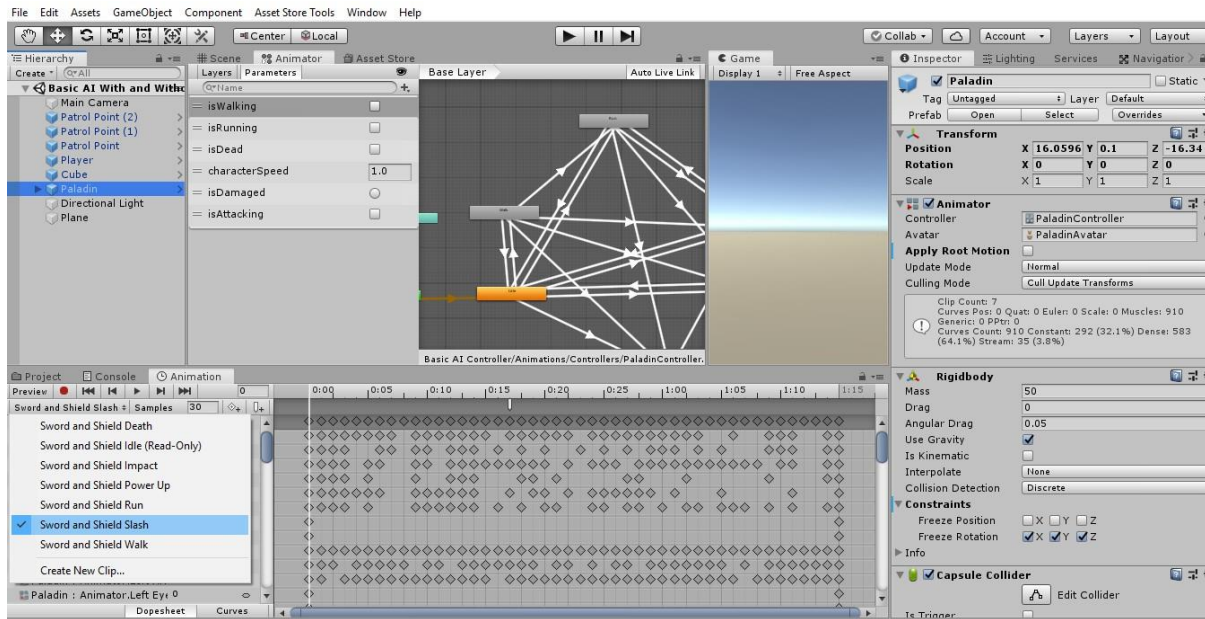 File Edit Assets GameObject Component Asset Store Tools Window Help
Center Local Collab Account Layers Layout
Hierarchy
Create All
Basic AI With and Witho
Main Camera
Patrol Point (2)
Patrol Point (1)
Patrol Point
Player
Cube
Paladin
Directional Light
Plane
Scene Animator Asset Store
Layers Parameters
Name
isWalking
isRunning
isDead
characterSpeed 1.0
isDamaged
isAttacking
Base Layer Auto Live Link
Basic AI Controller/Animations/Controllers/PaladinController.
Game
Display 1 Free Aspect
Inspector Lighting Services Navigation
Paladin Static
Tag Untagged Layer Default
Prefab Open Select Overrides
Transform
Position X 16.0596 Y 0.1 Z -16.34
Rotation X 0 Y 0 Z 0
Scale X 1 Y 1 Z 1
Animator
Controller PaladinController
Avatar PaladinAvatar
Apply Root Motion
Update Mode Normal
Culling Mode Cull Update Transforms
Clip Count: 7
Curves Pos: 0 Quat: 0 Euler: 0 Scale: 0 Muscles: 910
Generic: 0 PPtr: 0
Curves Count: 910 Constant: 292 (32.1%) Dense: 583
(64.1%) Stream: 35 (3.8%)
Rigidbody
Mass 50
Drag 0
Angular Drag 0.05
Use Gravity
Is Kinematic
Interpolate None
Collision Detection Discrete
Constraints
Freeze Position X Y Z
Freeze Rotation X Y Z
Info
Capsule Collider
Edit Collider
Is Trigger
Project Console Animation
Preview 0 0:00 0:05 0:10 0:15 0:20 0:25 1:00 1:05 1:10 1:15
Sword and Shield Slash Samples 30
Sword and Shield Death
Sword and Shield Idle (Read-Only)
Sword and Shield Impact
Sword and Shield Power Up
Sword and Shield Run
Sword and Shield Slash
Sword and Shield Walk
Create New Clip...
Paladin : Animator.Left Eye 0
Dopesheet Curves